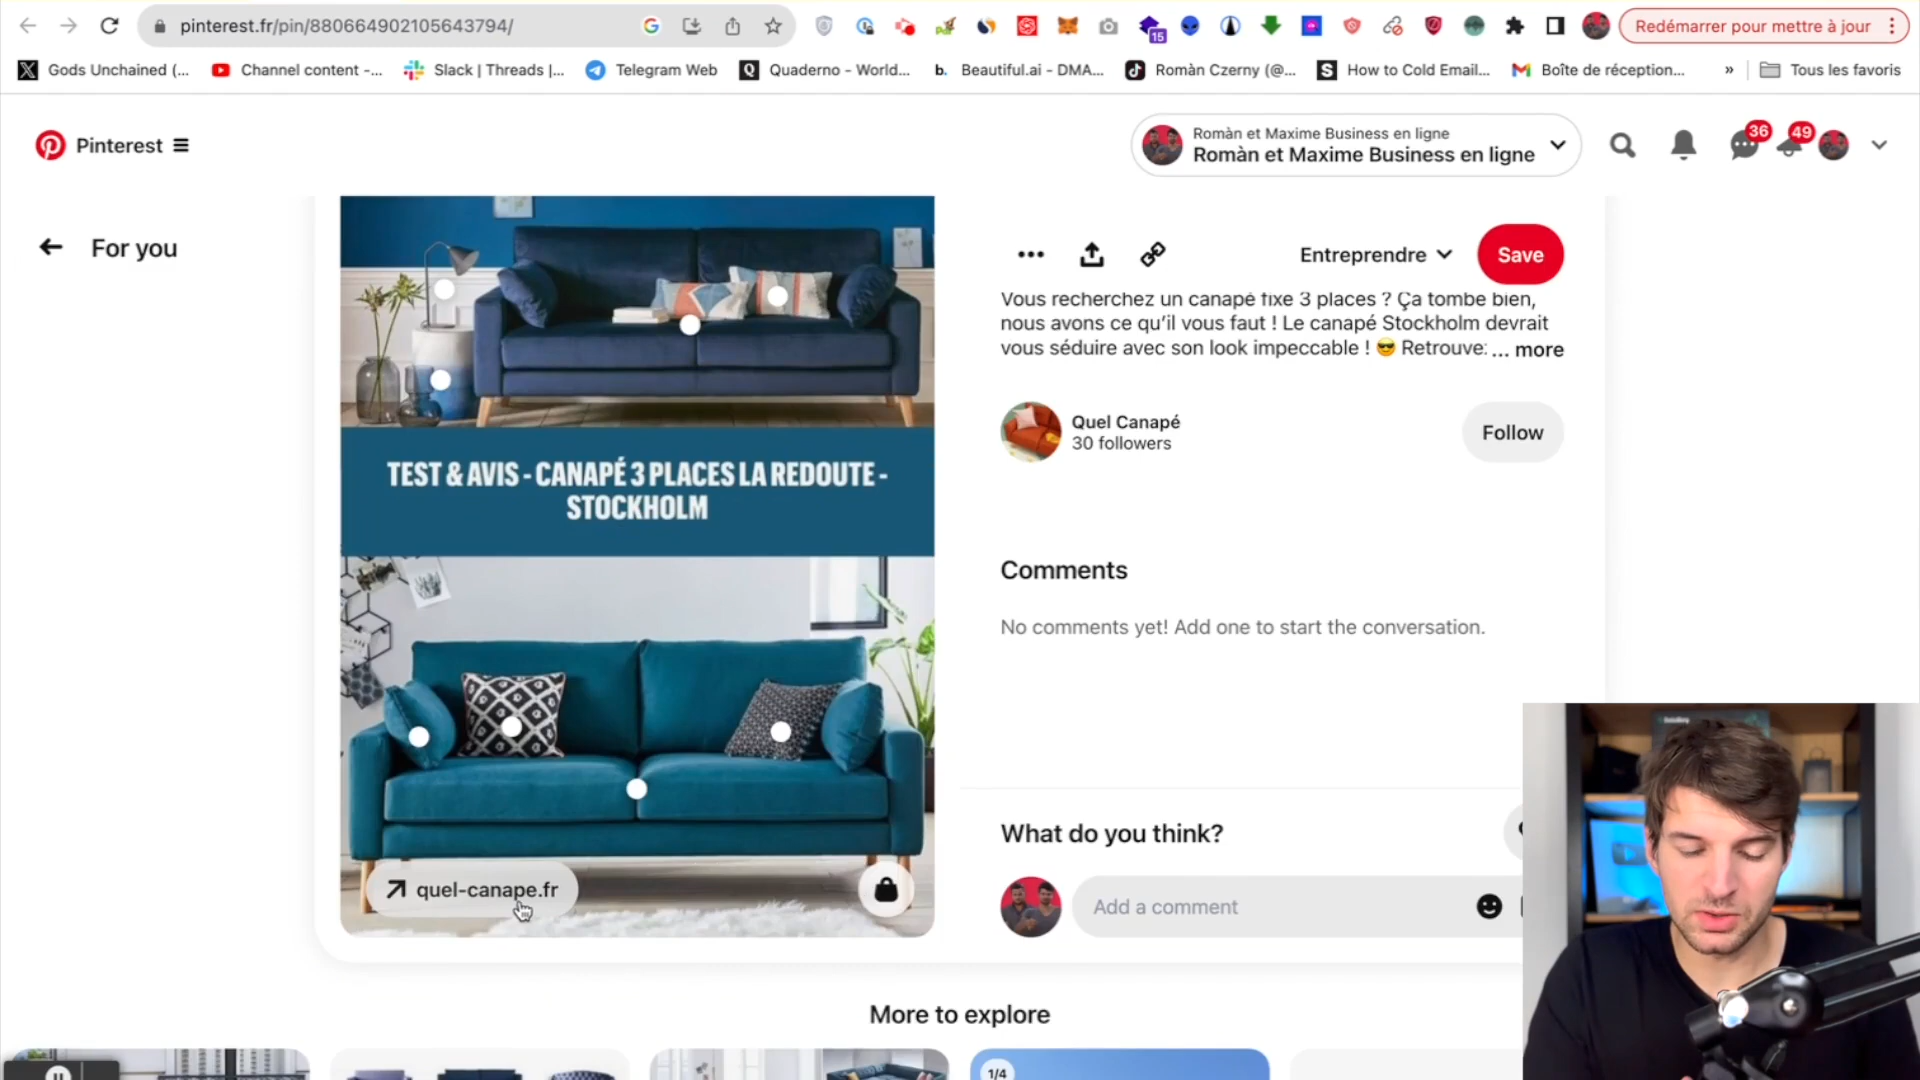 pinterest.fr/pin/880664902105643794/
15
Redémarrer pour mettre à jour
Gods Unchained (...
Channel content -...
Slack | Threads |...
Telegram Web
Quaderno - World...
b. Beautiful.ai - DMA...
Romàn Czerny (@...
How to Cold Email...
Boîte de réception...
»
Tous les favoris
Pinterest
Romàn et Maxime Business en ligne
Romàn et Maxime Business en ligne
36
49
For you
Entreprendre
Save
Vous recherchez un canapé fixe 3 places ? Ça tombe bien,
nous avons ce qu'il vous faut ! Le canapé Stockholm devrait
vous séduire avec son look impeccable ! 😎 Retrouve: ... more
Quel Canapé
30 followers
Follow
TEST & AVIS - CANAPÉ 3 PLACES LA REDOUTE -
STOCKHOLM
Comments
No comments yet! Add one to start the conversation.
What do you think?
quel-canape.fr
Add a comment
More to explore
1/4